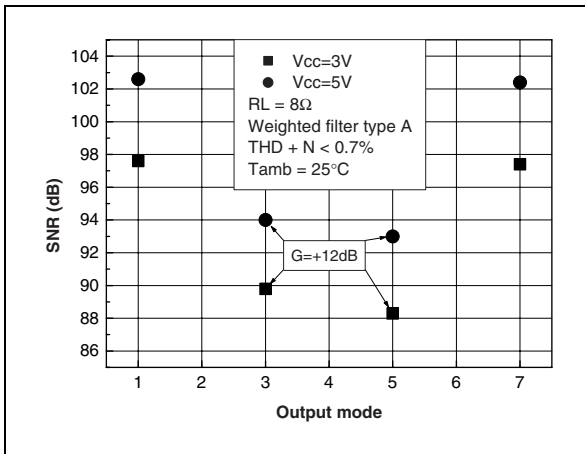 104
102
100
98
96
94
92
90
88
86
SNR (dB)
Vcc=3V
Vcc=5V
RL = 8Ω
Weighted filter type A
THD + N < 0.7%
Tamb = 25°C
G=+12dB
1 2 3 4 5 6 7
Output mode